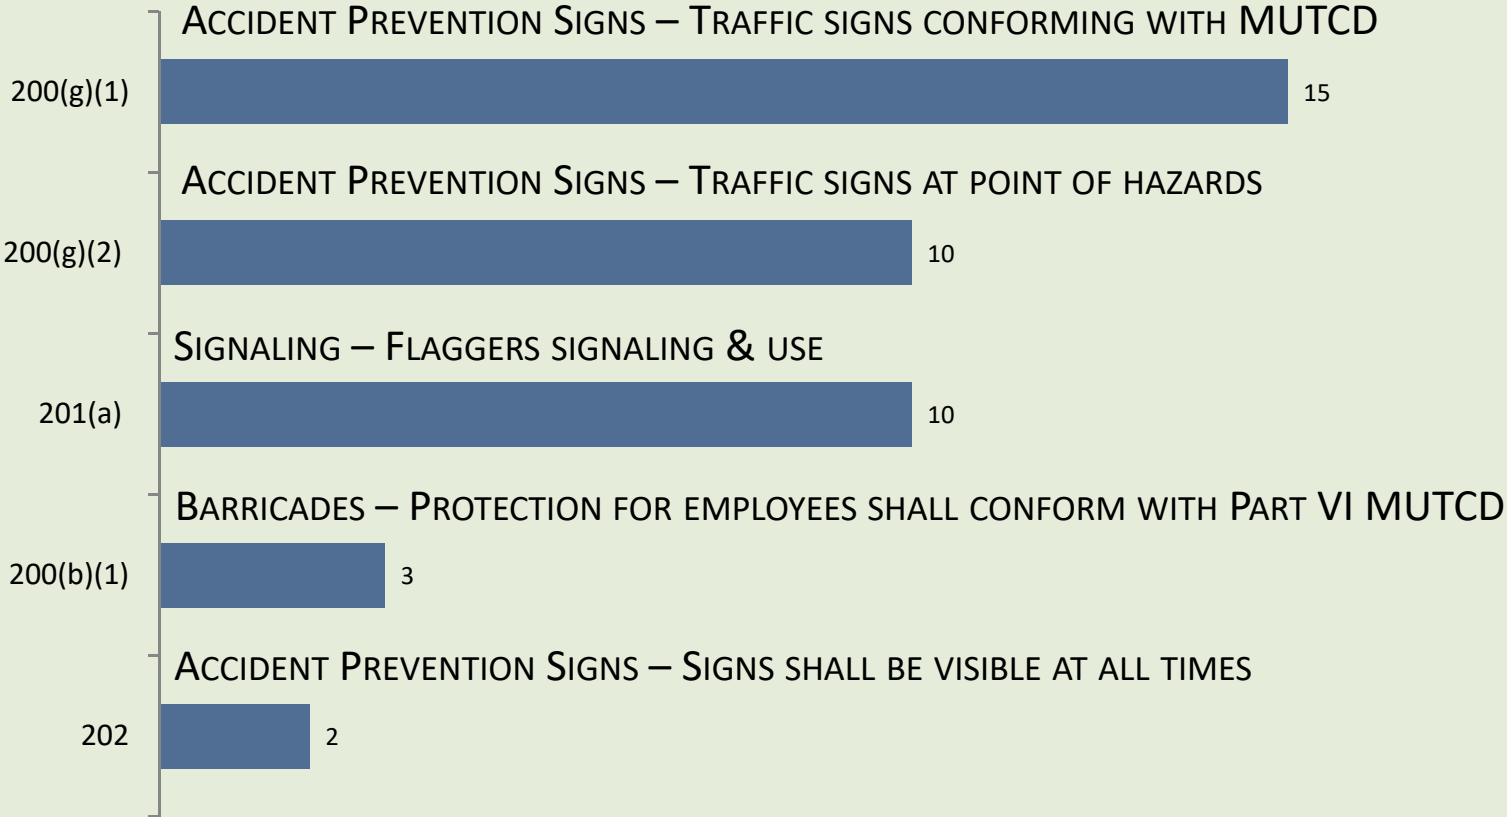 Accident Prevention Signs – Traffic signs conforming with MUTCD
200(g)(1)
15
Accident Prevention Signs – Traffic signs at point of hazards
200(g)(2)
10
Signaling – Flaggers signaling & use
201(a)
10
Barricades – Protection for employees shall conform with Part VI MUTCD
200(b)(1)
3
Accident Prevention Signs – Signs shall be visible at all times
202
2